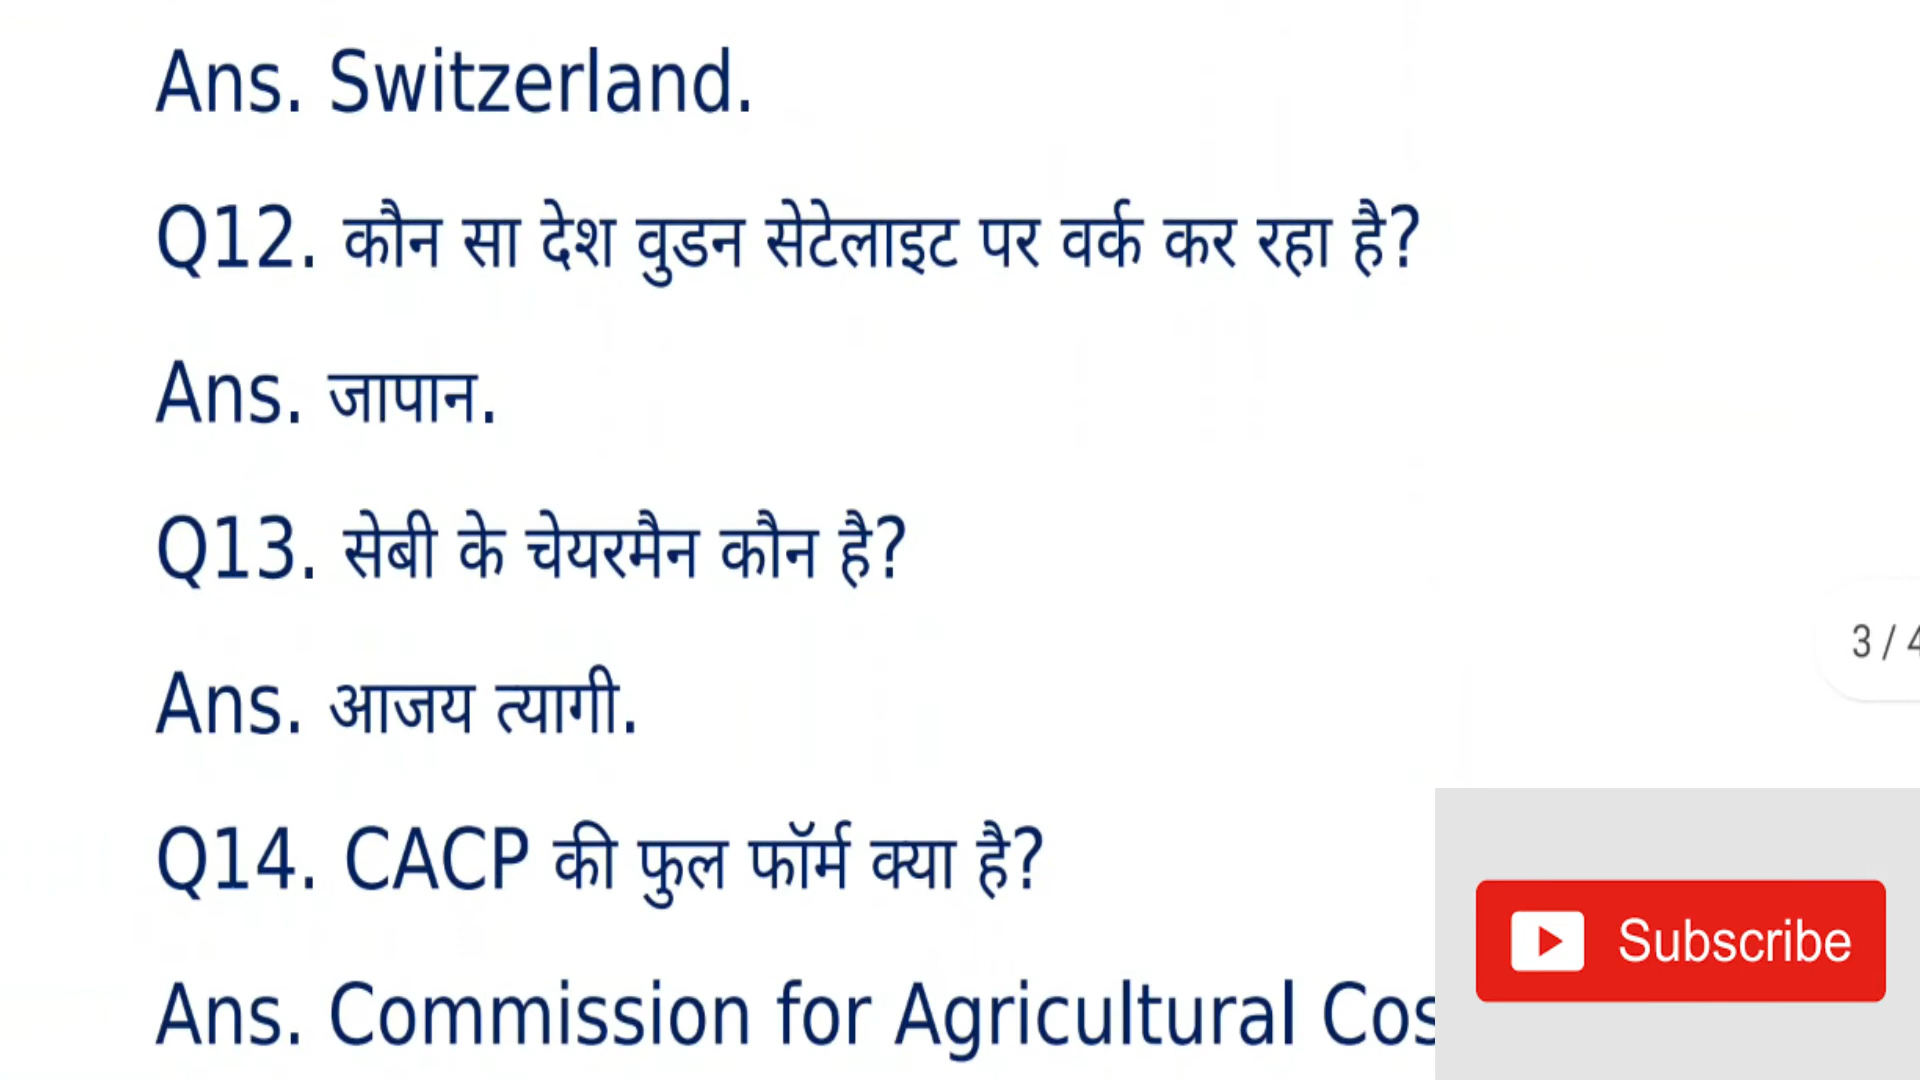 Ans. Switzerland.
Q12. कौन सा देश वुडन सेटेलाइट पर वर्क कर रहा है?
Ans. जापान.
Q13. सेबी के चेयरमैन कौन है?
3 / 4
Ans. आजय त्यागी.
Q14. CACP की फुल फॉर्म क्या है?
Subscribe
Ans. Commission for Agricultural